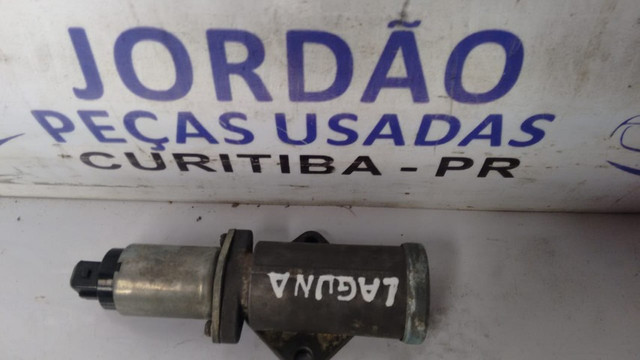 JORDÃO
PEÇAS USADAS
CURITIBA - PR
LAGUNA